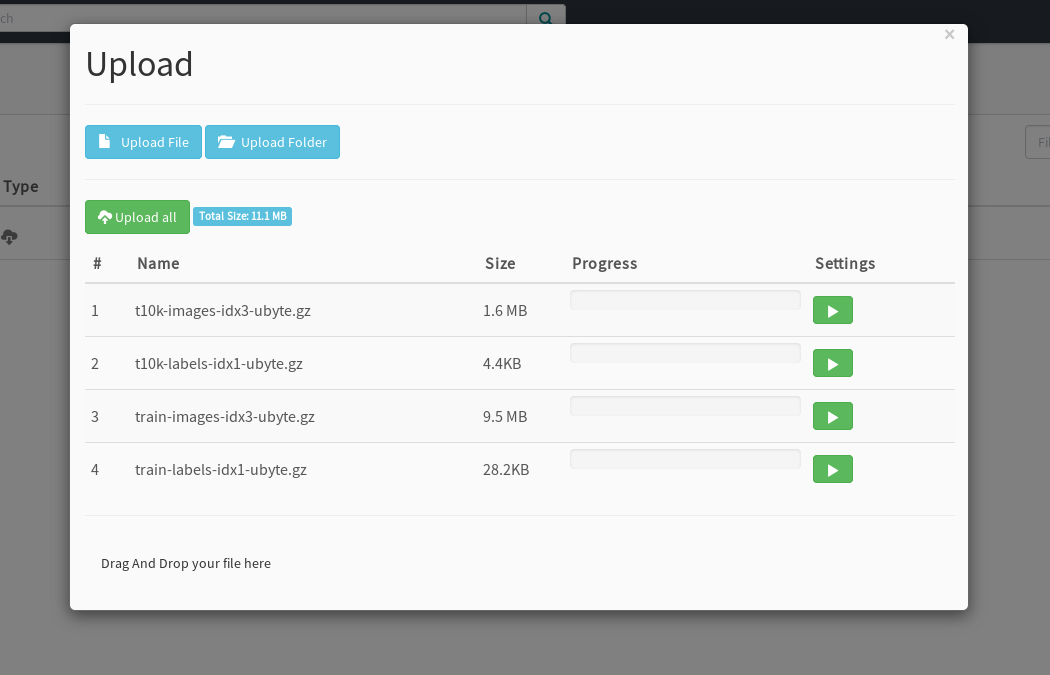 ch
×
Upload
Upload File Upload Folder
Fil
Type
Upload all Total Size: 11.1 MB
# Name Size Progress Settings
1 t10k-images-idx3-ubyte.gz 1.6 MB
2 t10k-labels-idx1-ubyte.gz 4.4KB
3 train-images-idx3-ubyte.gz 9.5 MB
4 train-labels-idx1-ubyte.gz 28.2KB
Drag And Drop your file here